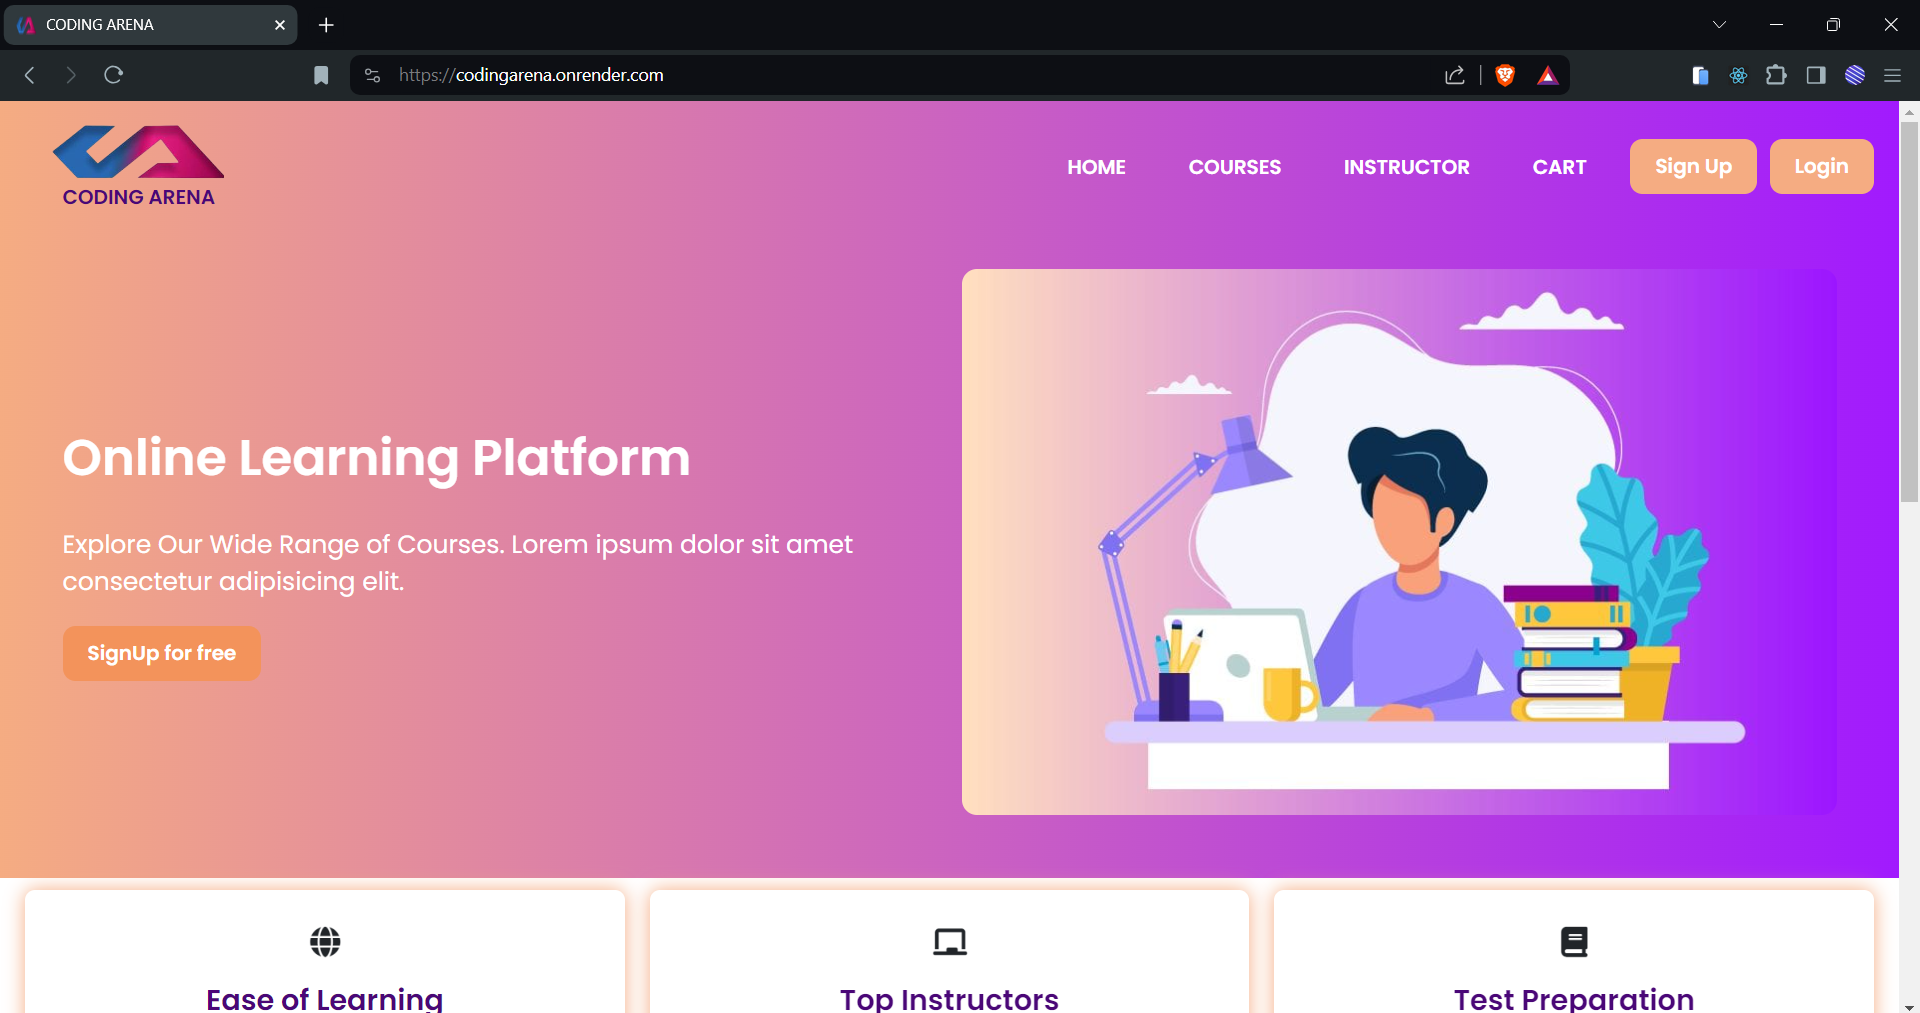 CODING ARENA
https://codingarena.onrender.com
CODING ARENA
HOME COURSES INSTRUCTOR CART Sign Up Login
Online Learning Platform
Explore Our Wide Range of Courses. Lorem ipsum dolor sit amet
consectetur adipisicing elit.
SignUp for free
Ease of Learning
Top Instructors
Test Preparation